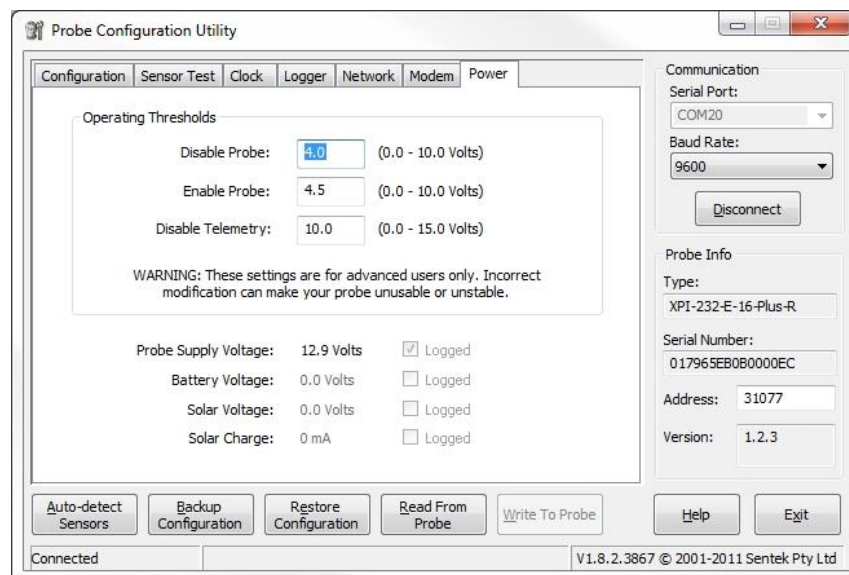 Probe Configuration Utility
Configuration Sensor Test Clock Logger Network Modem Power
Operating Thresholds
Disable Probe: 4.0 (0.0 - 10.0 Volts)
Enable Probe: 4.5 (0.0 - 10.0 Volts)
Disable Telemetry: 10.0 (0.0 - 15.0 Volts)
WARNING: These settings are for advanced users only. Incorrect
modification can make your probe unusable or unstable.
Probe Supply Voltage: 12.9 Volts Logged
Battery Voltage: 0.0 Volts Logged
Solar Voltage: 0.0 Volts Logged
Solar Charge: 0 mA Logged
Communication
Serial Port:
COM20
Baud Rate:
9600
Disconnect
Probe Info
Type:
XPI-232-E-16-Plus-R
Serial Number:
017965EB0B0000EC
Address: 31077
Version: 1.2.3
Auto-detect
Sensors
Backup
Configuration
Restore
Configuration
Read From
Probe
Write To Probe
Help
Exit
Connected
V1.8.2.3867 © 2001-2011 Sentek Pty Ltd